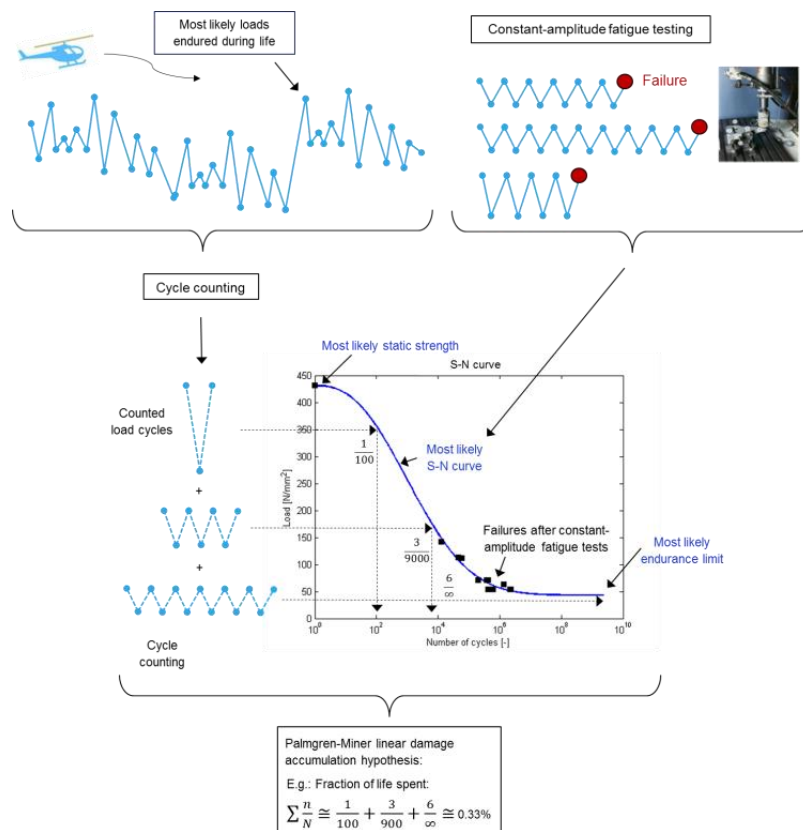 Most likely loads
endured during life
Constant-amplitude fatigue testing
Failure
Cycle counting
Most likely static strength
S-N curve
Counted
load cycles
+
+
Cycle
counting
Load [N/mm²]
450
400
350
300
250
200
150
100
50
0
1/100
3/9000
6/∞
Most likely
S-N curve
Failures after constant-
amplitude fatigue tests
Most likely
endurance limit
10⁰ 10² 10⁴ 10⁶ 10⁸ 10¹⁰
Number of cycles [-]
Palmgren-Miner linear damage
accumulation hypothesis:
E.g.: Fraction of life spent:
∑ n/N ≅ 1/100 + 3/900 + 6/∞ ≅ 0.33%